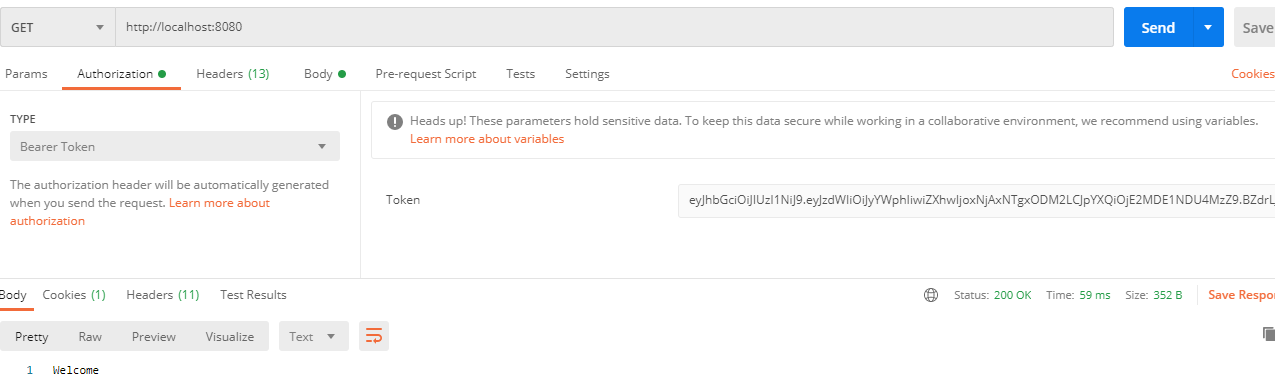 GET http://localhost:8080 Send Save
Params Authorization Headers (13) Body Pre-request Script Tests Settings Cookies
TYPE
Bearer Token
The authorization header will be automatically generated
when you send the request. Learn more about
authorization
Heads up! These parameters hold sensitive data. To keep this data secure while working in a collaborative environment, we recommend using variables.
Learn more about variables
Token eyJhbGciOiJIUzI1NiJ9.eyJzdWIiOiJyYWphIiwiZXhwIjoxNjAxNTgxODM2LCJpYXQiOjE2MDE1NDU4MzZ9.BZdrL
Body Cookies (1) Headers (11) Test Results Status: 200 OK Time: 59 ms Size: 352 B Save Respo
Pretty Raw Preview Visualize Text
1 Welcome